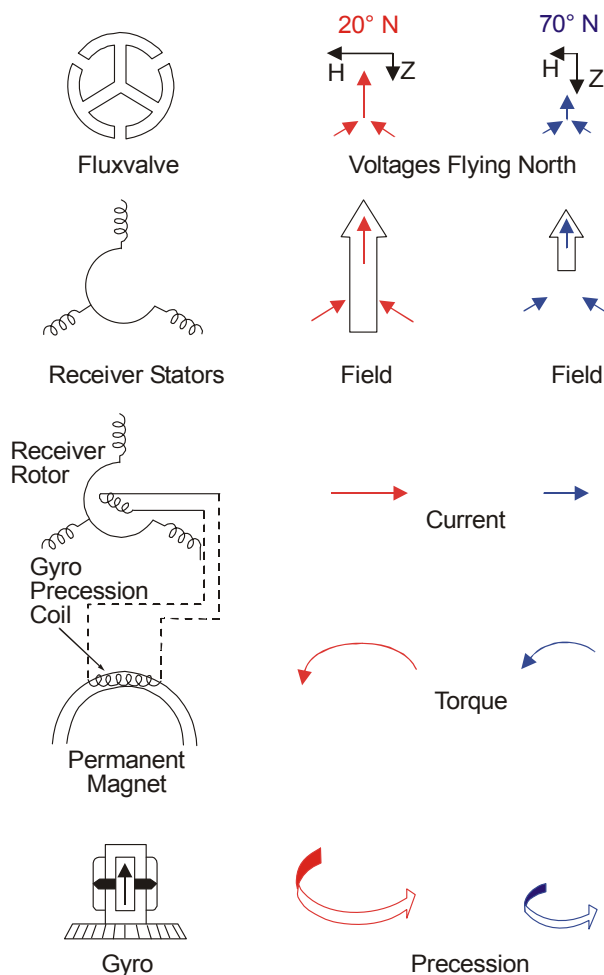 20° N
70° N
H
Z
H
Z
Fluxvalve
Voltages Flying North
Receiver Stators
Field
Field
Receiver
Rotor
Current
Gyro
Precession
Coil
Torque
Permanent
Magnet
Gyro
Precession